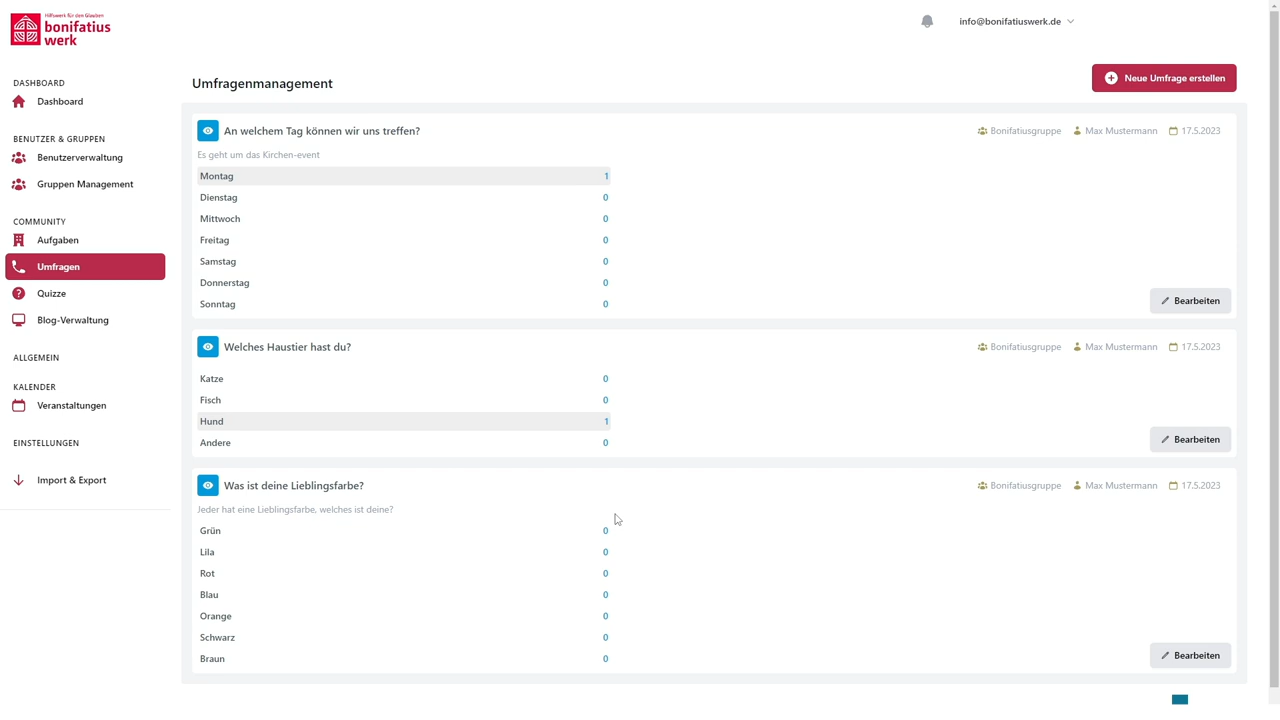 Hilfswerk für den Glauben
bonifatius
werk
info@bonifatiuswerk.de
DASHBOARD
Dashboard
BENUTZER & GRUPPEN
Benutzerverwaltung
Gruppen Management
COMMUNITY
Aufgaben
Umfragen
Quizze
Blog-Verwaltung
ALLGEMEIN
KALENDER
Veranstaltungen
EINSTELLUNGEN
Import & Export
Umfragenmanagement
Neue Umfrage erstellen
An welchem Tag können wir uns treffen? Bonifatiusgruppe Max Mustermann 17.5.2023
Es geht um das Kirchen-event
Montag 1
Dienstag 0
Mittwoch 0
Freitag 0
Samstag 0
Donnerstag 0
Sonntag 0
Bearbeiten
Welches Haustier hast du? Bonifatiusgruppe Max Mustermann 17.5.2023
Katze 0
Fisch 0
Hund 1
Andere 0
Bearbeiten
Was ist deine Lieblingsfarbe? Bonifatiusgruppe Max Mustermann 17.5.2023
Jeder hat eine Lieblingsfarbe, welches ist deine?
Grün 0
Lila 0
Rot 0
Blau 0
Orange 0
Schwarz 0
Braun 0
Bearbeiten